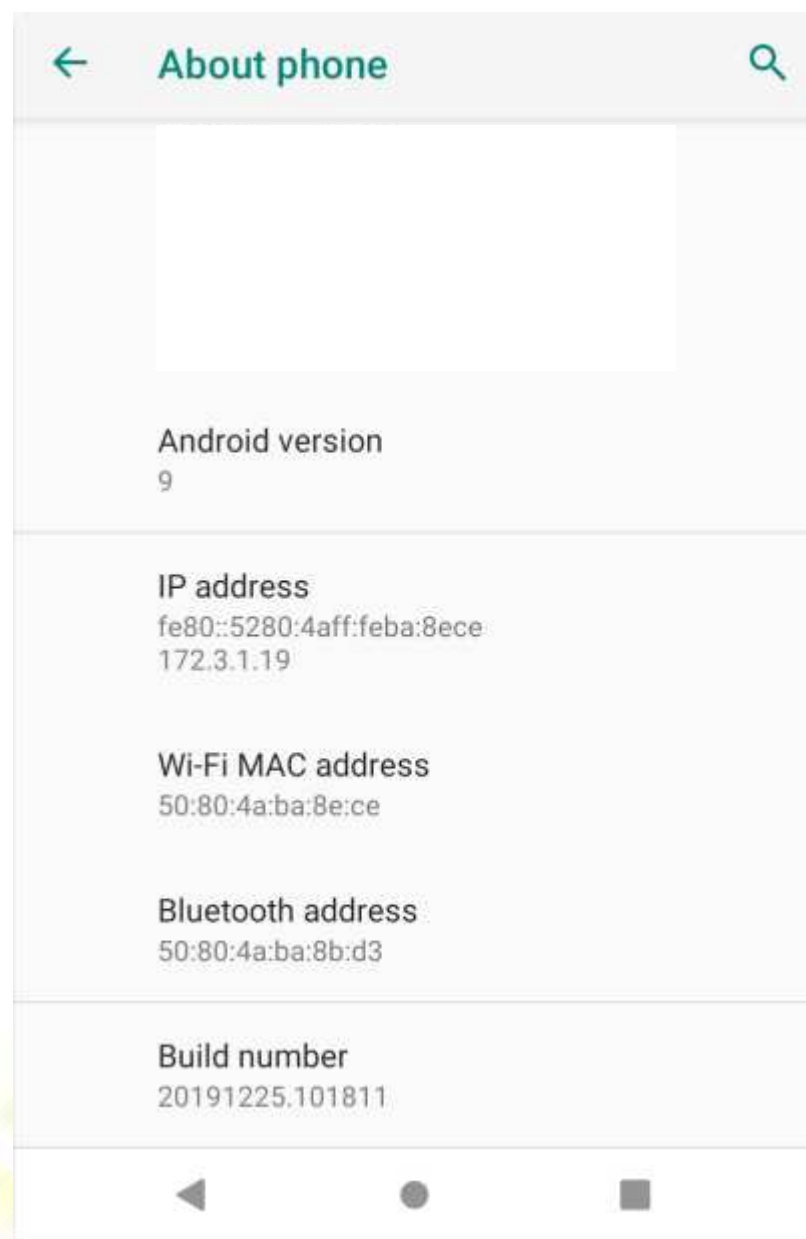 About phone
Android version
9
IP address
fe80::5280:4aff:feba:8ece
172.3.1.19
Wi-Fi MAC address
50:80:4a:ba:8e:ce
Bluetooth address
50:80:4a:ba:8b:d3
Build number
20191225.101811